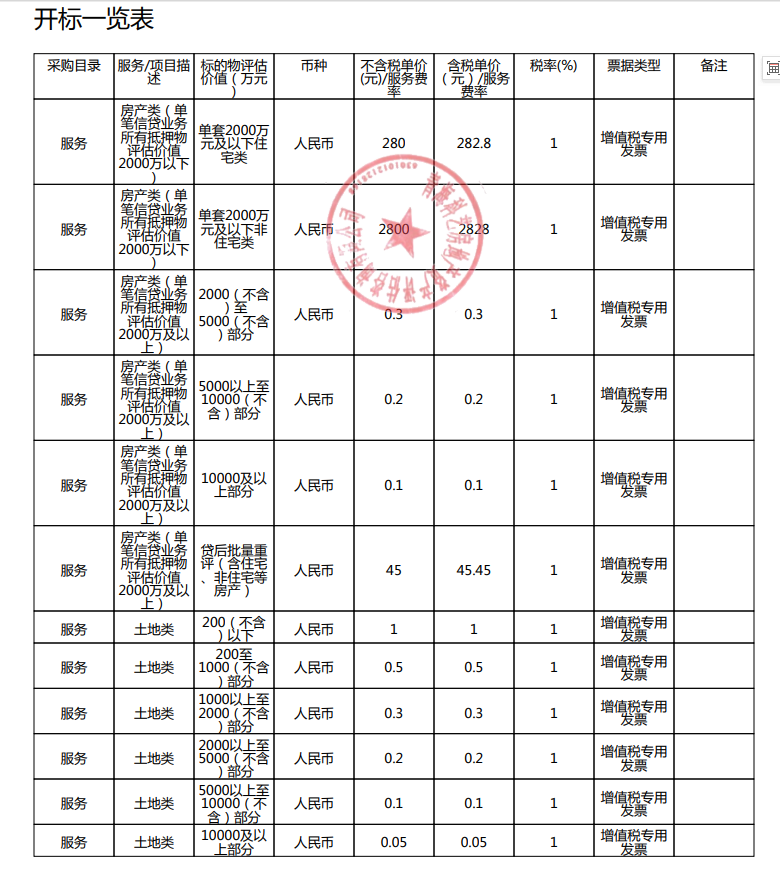 开标一览表
采购目录 服务/项目描述 标的物评估价值（万元） 币种 不含税单价(元)/服务费率 含税单价（元）/服务费率 税率(%) 票据类型 备注
服务 房产类（单笔信贷业务所有抵押物评估价值2000万以下） 单套2000万元及以下住宅类 人民币 280 282.8 1 增值税专用发票
服务 房产类（单笔信贷业务所有抵押物评估价值2000万以下） 单套2000万元及以下非住宅类 人民币 2800 2828 1 增值税专用发票
服务 房产类（单笔信贷业务所有抵押物评估价值2000万及以上） 2000（不含）至5000（不含）部分 人民币 0.3 0.3 1 增值税专用发票
服务 房产类（单笔信贷业务所有抵押物评估价值2000万及以上） 5000以上至10000（不含）部分 人民币 0.2 0.2 1 增值税专用发票
服务 房产类（单笔信贷业务所有抵押物评估价值2000万及以上） 10000及以上部分 人民币 0.1 0.1 1 增值税专用发票
服务 房产类（单笔信贷业务所有抵押物评估价值2000万及以上） 贷后批量重评（含住宅、非住宅等房产） 人民币 45 45.45 1 增值税专用发票
服务 土地类 200（不含）以下 人民币 1 1 1 增值税专用发票
服务 土地类 200至1000（不含）部分 人民币 0.5 0.5 1 增值税专用发票
服务 土地类 1000以上至2000（不含）部分 人民币 0.3 0.3 1 增值税专用发票
服务 土地类 2000以上至5000（不含）部分 人民币 0.2 0.2 1 增值税专用发票
服务 土地类 5000以上至10000（不含）部分 人民币 0.1 0.1 1 增值税专用发票
服务 土地类 10000及以上部分 人民币 0.05 0.05 1 增值税专用发票